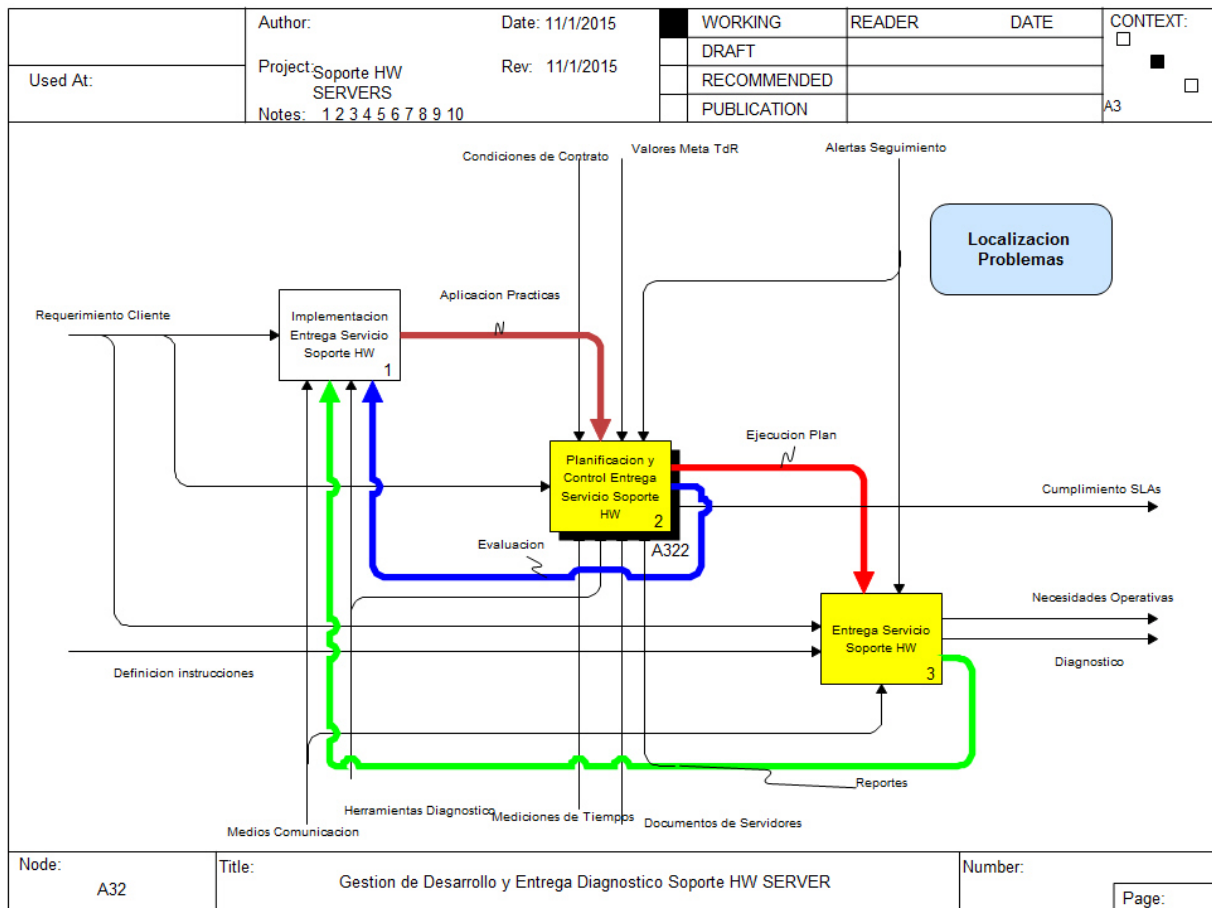 Author:
Date: 11/1/2015
WORKING
READER
DATE
CONTEXT:
DRAFT
Used At:
Project:
Soporte HW
SERVERS
Rev: 11/1/2015
RECOMMENDED
Notes: 1 2 3 4 5 6 7 8 9 10
PUBLICATION
A3
Condiciones de Contrato
Valores Meta TdR
Alertas Seguimiento
Localizacion
Problemas
Requerimiento Cliente
Implementacion
Entrega Servicio
Soporte HW
1
Aplicacion Practicas
N
Planificacion y
Control Entrega
Servicio Soporte
HW
2
A322
Ejecucion Plan
Cumplimiento SLAs
Evaluacion
Entrega Servicio
Soporte HW
3
Necesidades Operativas
Diagnostico
Definicion instrucciones
Reportes
Herramientas Diagnostico
Mediciones de Tiempos
Documentos de Servidores
Medios Comunicacion
Node:
A32
Title:
Gestion de Desarrollo y Entrega Diagnostico Soporte HW SERVER
Number:
Page: